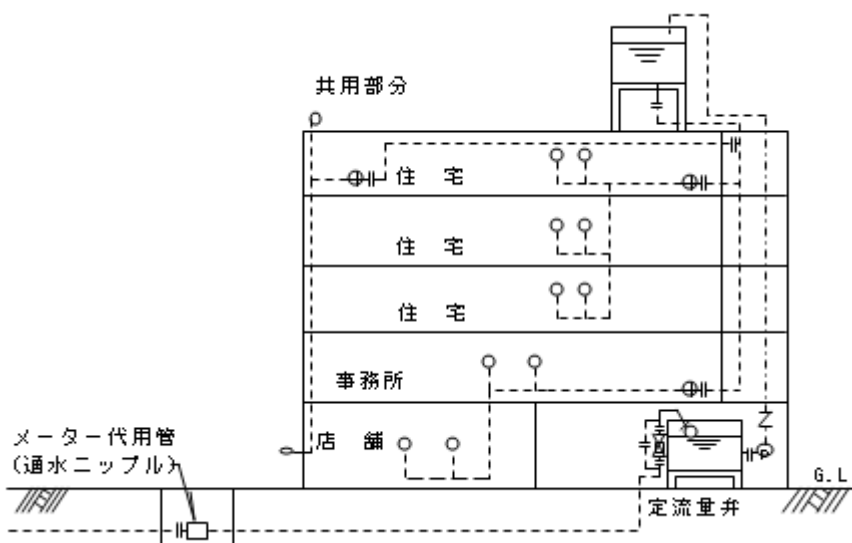 共用部分
住 宅
住 宅
住 宅
事務所
店 舗
メーター代用管
(通水ニップル)
G.L
定流量弁
P